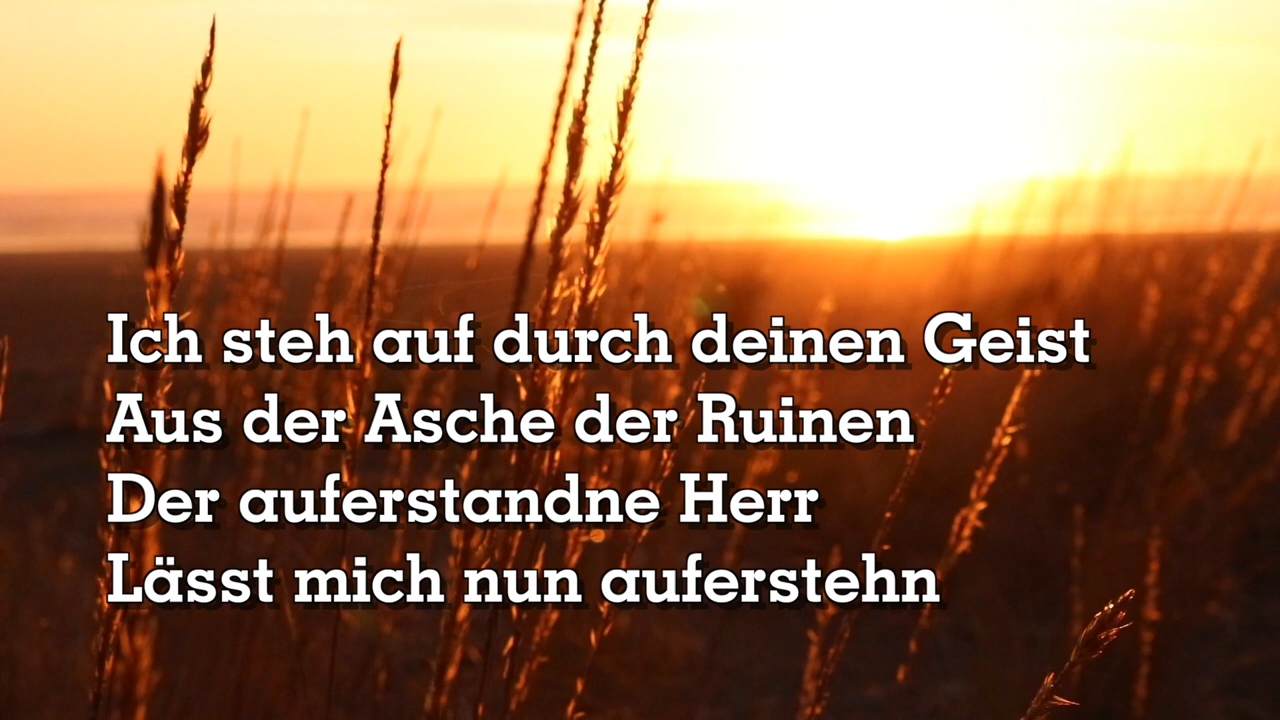 Ich steh auf durch deinen Geist
Aus der Asche der Ruinen
Der auferstandne Herr
Lässt mich nun auferstehn